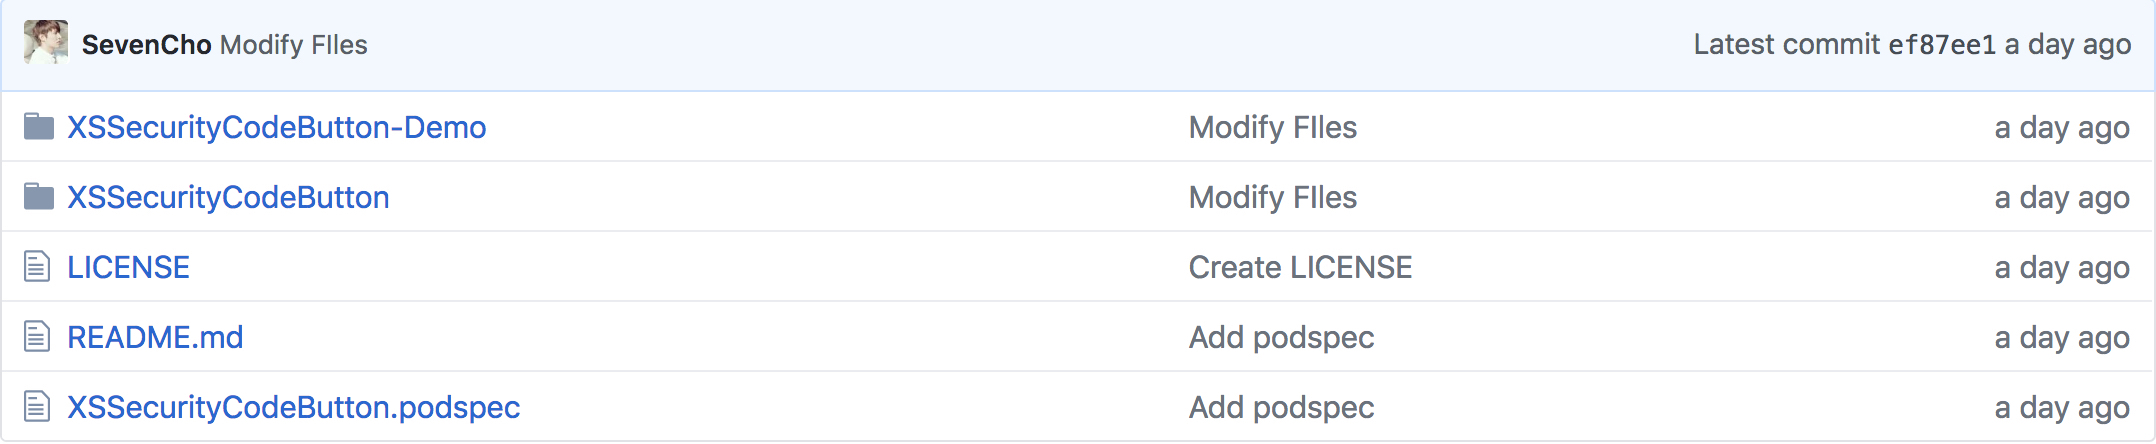 SevenCho Modify FIles Latest commit ef87ee1 a day ago
XSSecurityCodeButton-Demo Modify FIles a day ago
XSSecurityCodeButton Modify FIles a day ago
LICENSE Create LICENSE a day ago
README.md Add podspec a day ago
XSSecurityCodeButton.podspec Add podspec a day ago